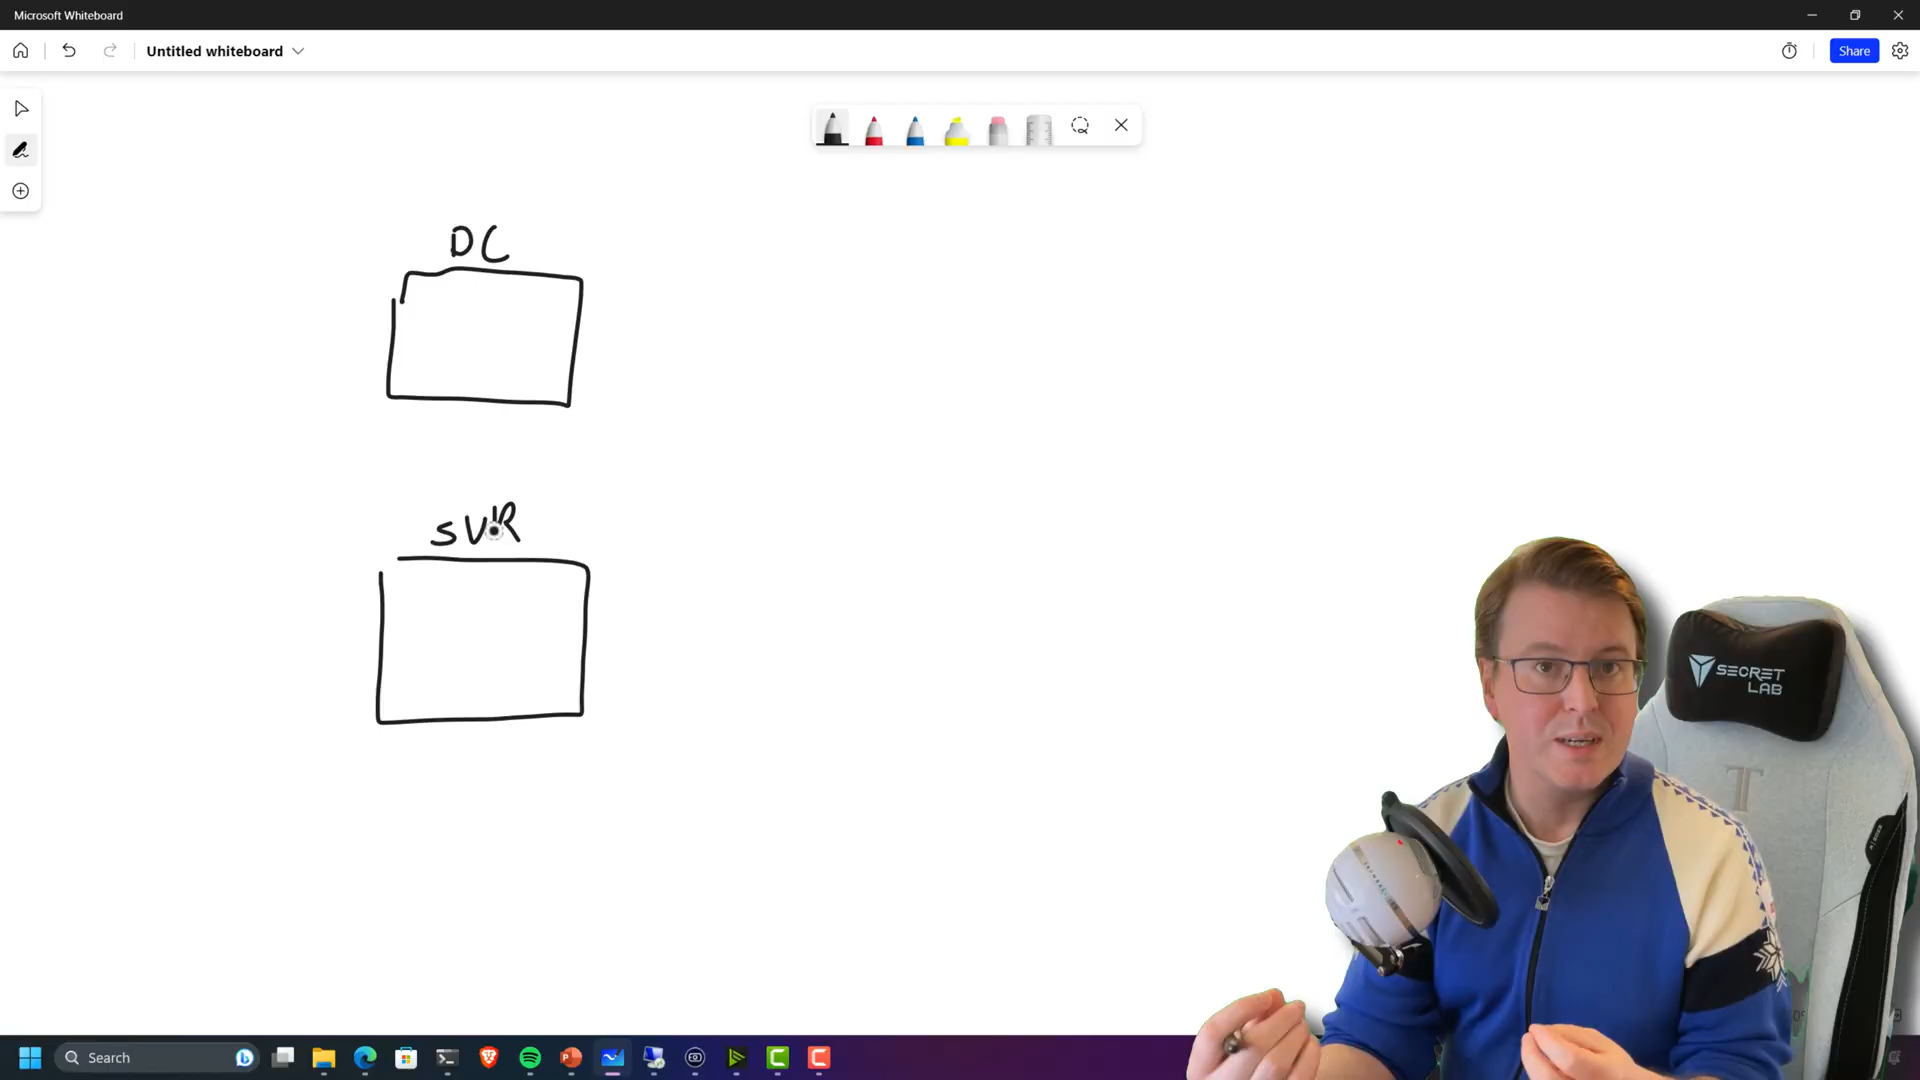 Microsoft Whiteboard
Untitled whiteboard
Share
DC
SVR
SECRET
LAB
Search